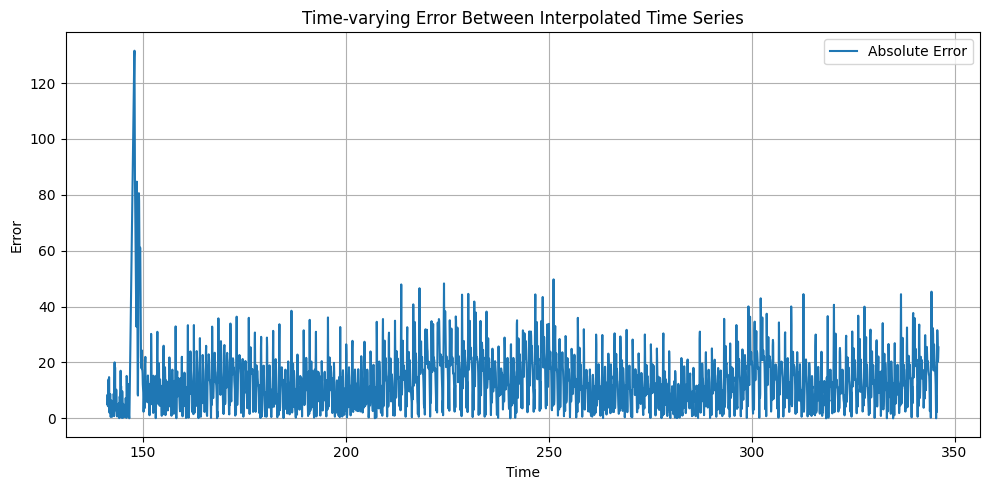 Time-varying Error Between Interpolated Time Series
Absolute Error
Error
120
100
80
60
40
20
0
150 200 250 300 350
Time